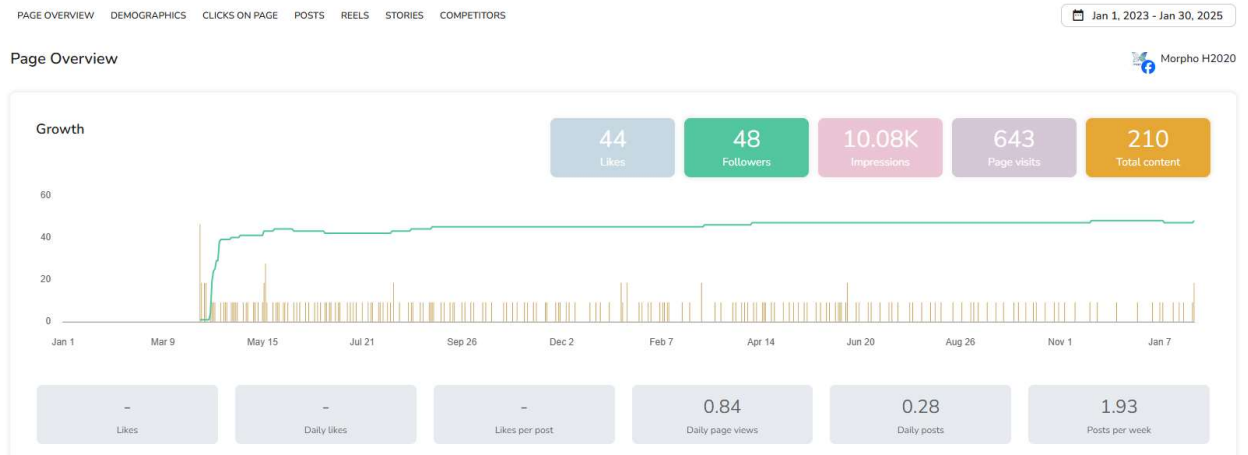 PAGE OVERVIEW DEMOGRAPHICS CLICKS ON PAGE POSTS REELS STORIES COMPETITORS Jan 1, 2023 - Jan 30, 2025
Page Overview Morpho H2020
Growth
44 48 10.08K 643 210
Likes Followers Impressions Page visits Total content
60
40
20
0
Jan 1 Mar 9 May 15 Jul 21 Sep 26 Dec 2 Feb 7 Apr 14 Jun 20 Aug 26 Nov 1 Jan 7
- - - 0.84 0.28 1.93
Likes Daily likes Likes per post Daily page views Daily posts Posts per week